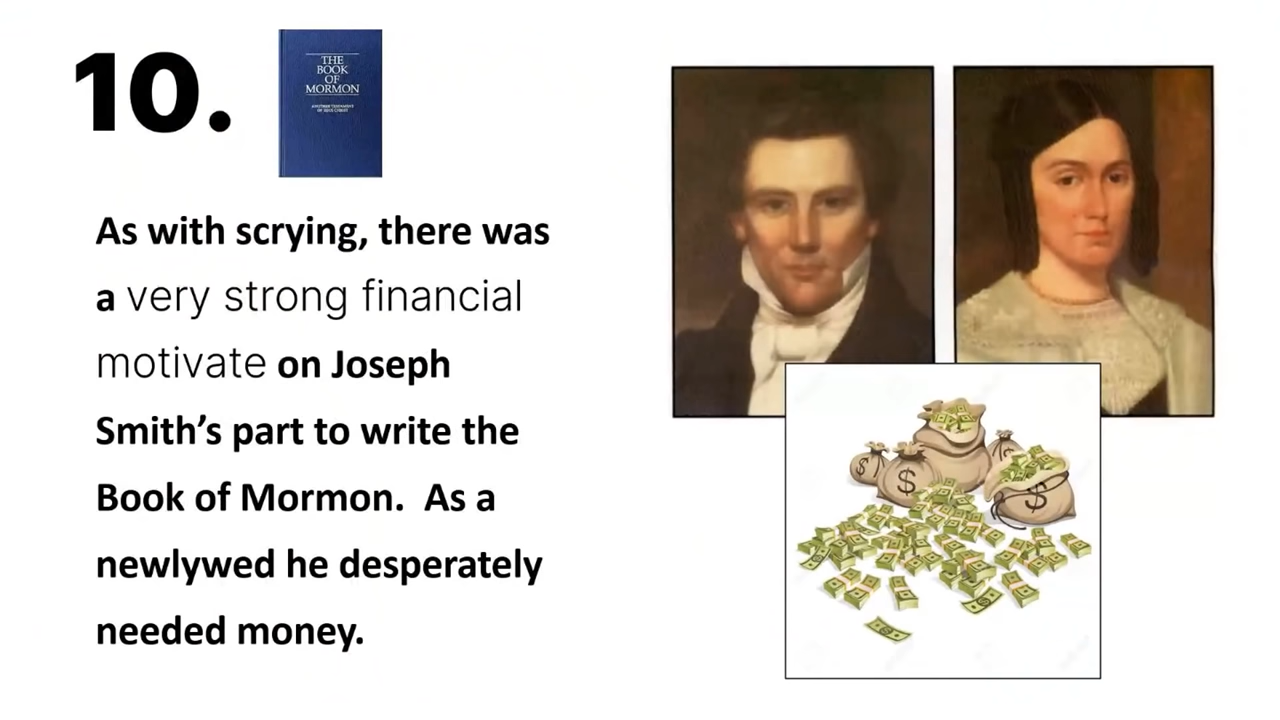 10.
THE
BOOK
OF
MORMON
ANOTHER TESTAMENT
OF JESUS CHRIST
As with scrying, there was
a very strong financial
motivate on Joseph
Smith's part to write the
Book of Mormon.  As a
newlywed he desperately
needed money.
$
$
$